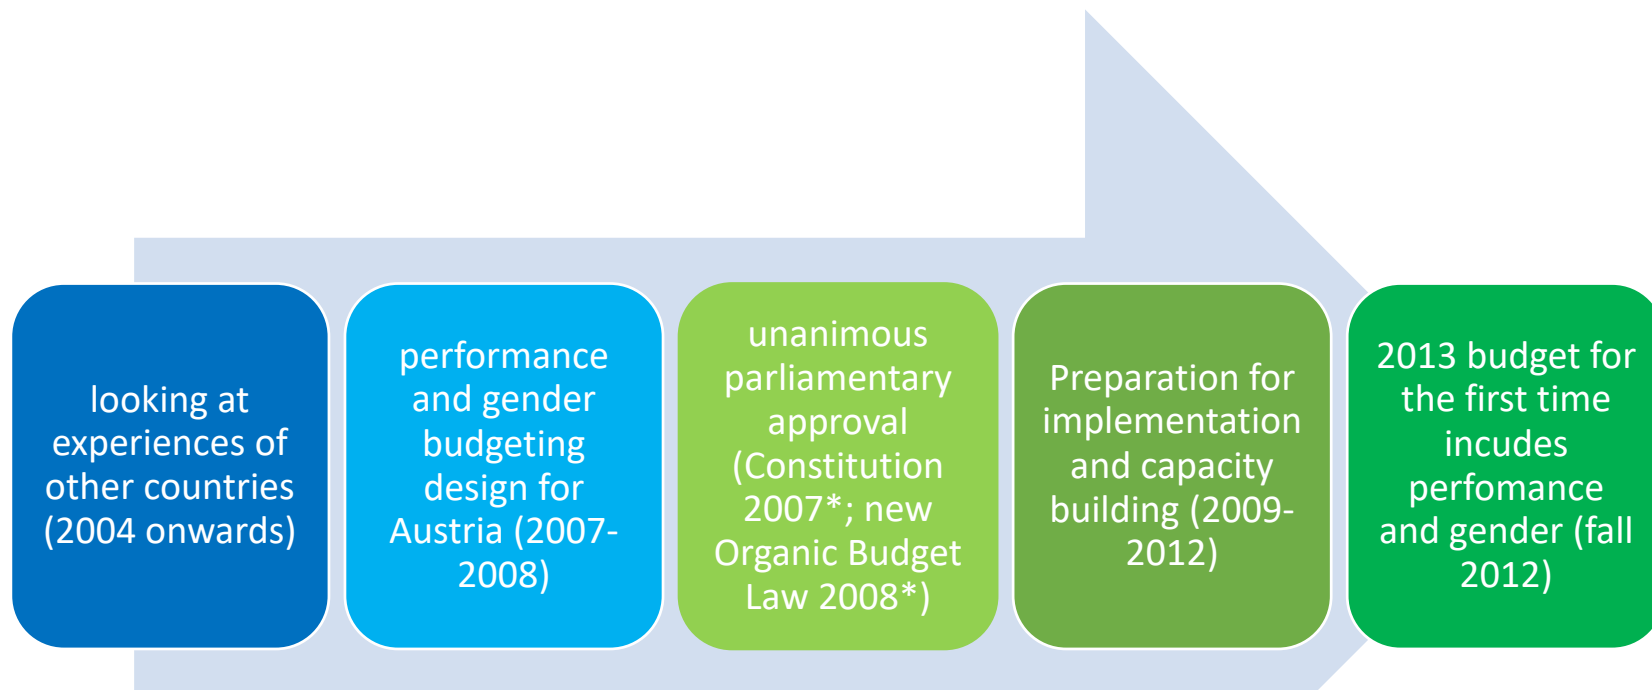 looking at
experiences of
other countries
(2004 onwards)
performance
and gender
budgeting
design for
Austria (2007-
2008)
unanimous
parliamentary
approval
(Constitution
2007*; new
Organic Budget
Law 2008*)
Preparation for
implementation
and capacity
building (2009-
2012)
2013 budget for
the first time
incudes
perfomance
and gender (fall
2012)